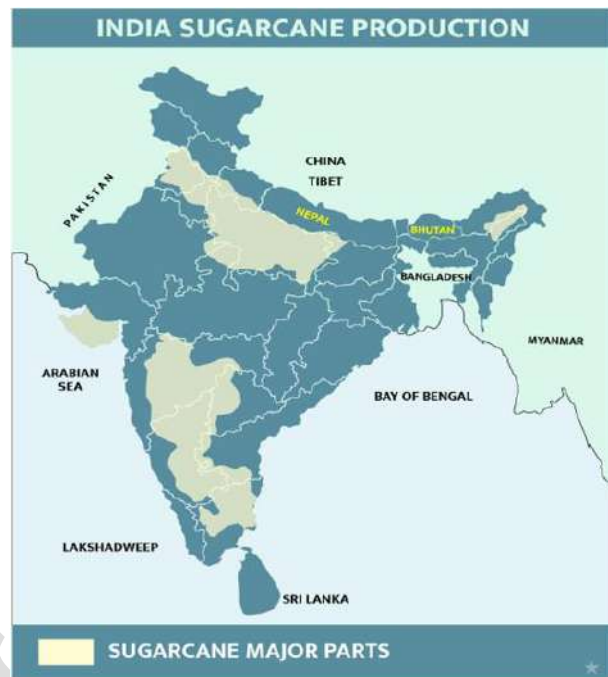 INDIA SUGARCANE PRODUCTION
CHINA
TIBET
PAKISTAN
NEPAL
BHUTAN
BANGLADESH
MYANMAR
ARABIAN
SEA
BAY OF BENGAL
LAKSHADWEEP
SRI LANKA
SUGARCANE MAJOR PARTS